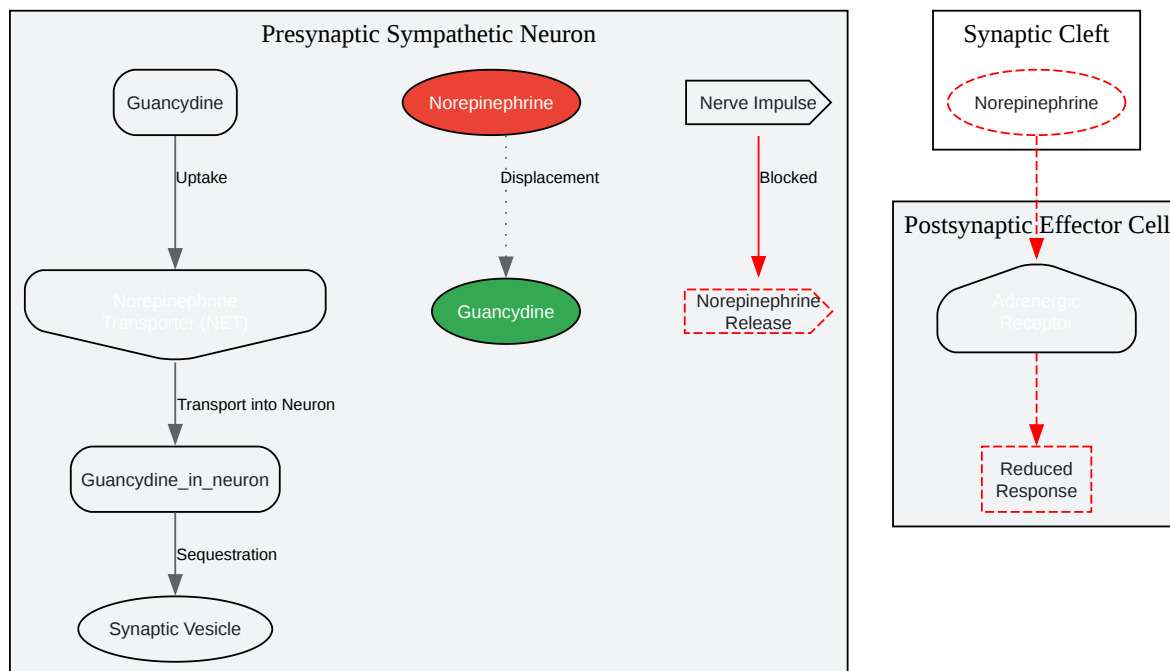 Presynaptic Sympathetic Neuron
Guancydine
Uptake
Norepinephrine
Transporter (NET)
Transport into Neuron
Guancydine_in_neuron
Sequestration
Synaptic Vesicle
Norepinephrine
Displacement
Guancydine
Nerve Impulse
Blocked
Norepinephrine
Release
Synaptic Cleft
Norepinephrine
Postsynaptic Effector Cell
Adrenergic
Receptor
Reduced
Response